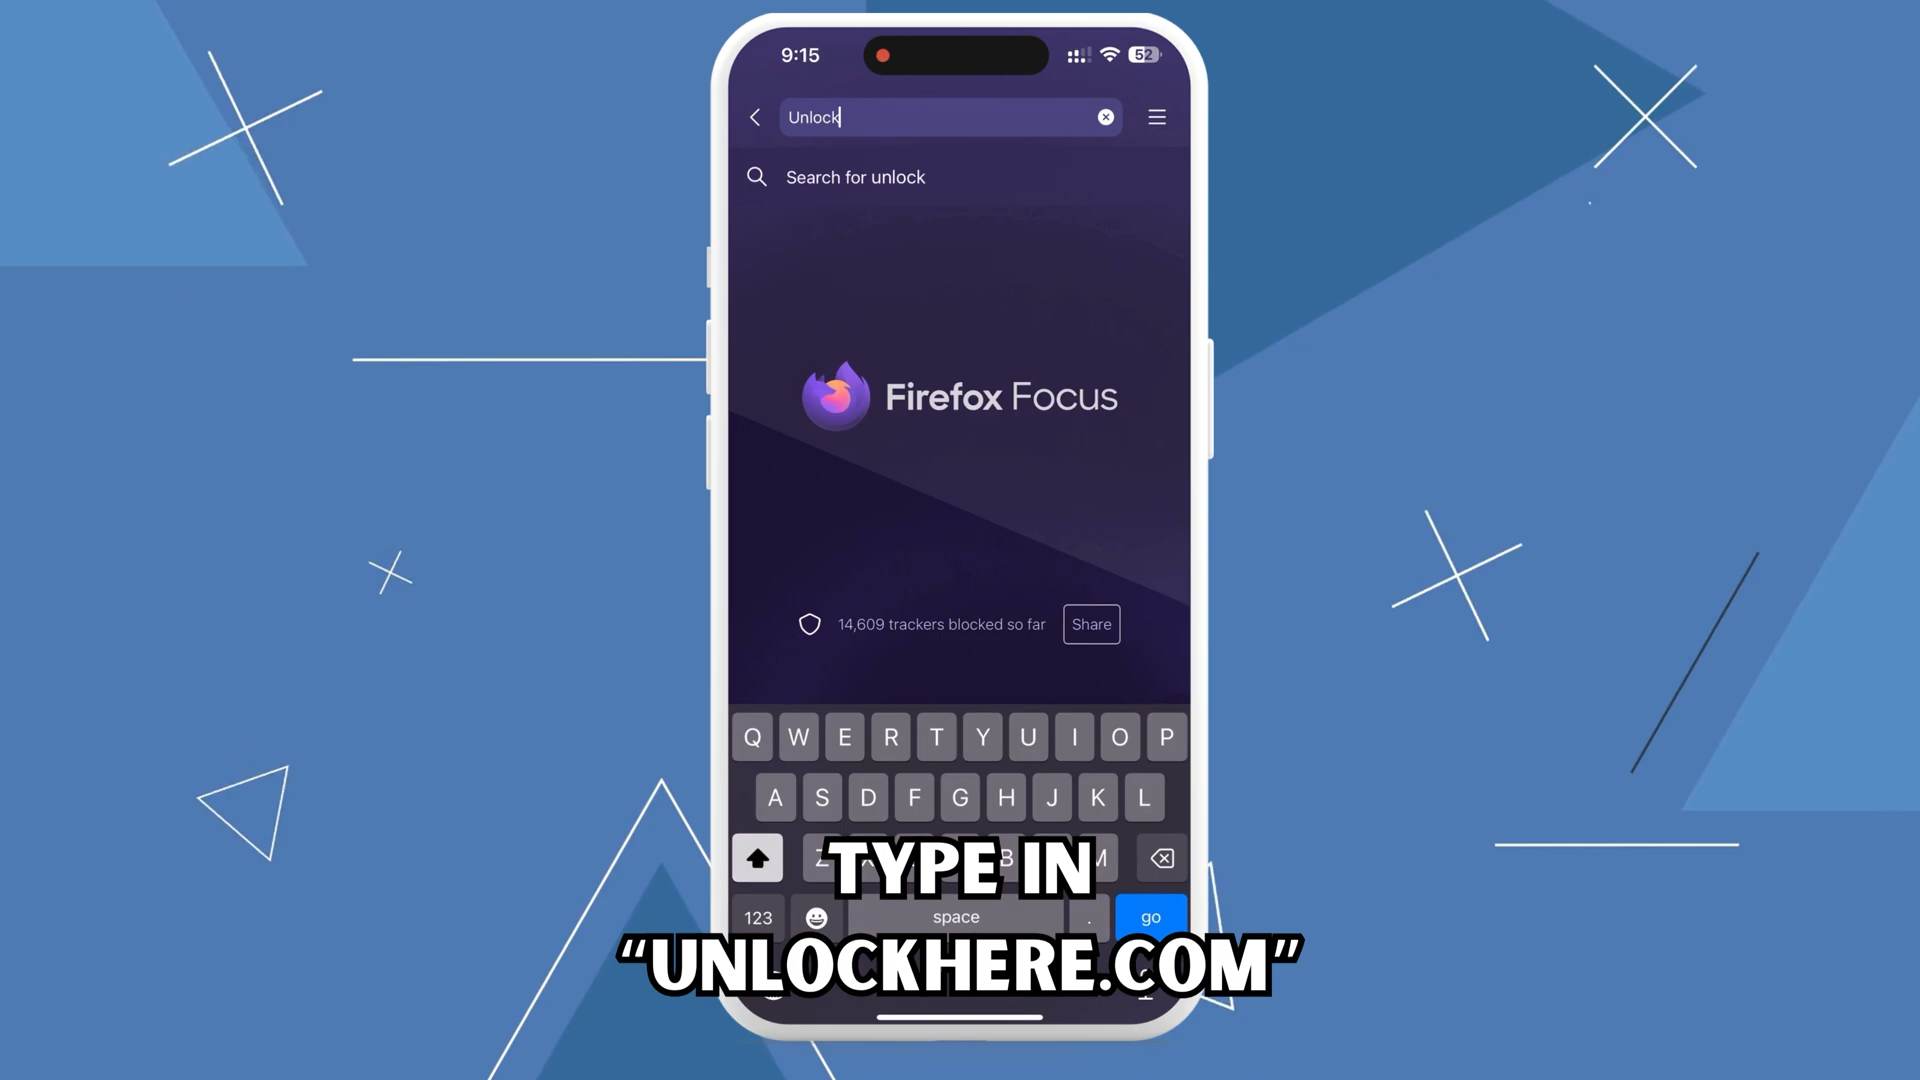 9:15
52
Unlock
Search for unlock
Firefox Focus
14,609 trackers blocked so far
Share
Q W E R T Y U I O P
A S D F G H J K L
Z B M
TYPE IN
123 space . go
“UNLOCKHERE.COM”